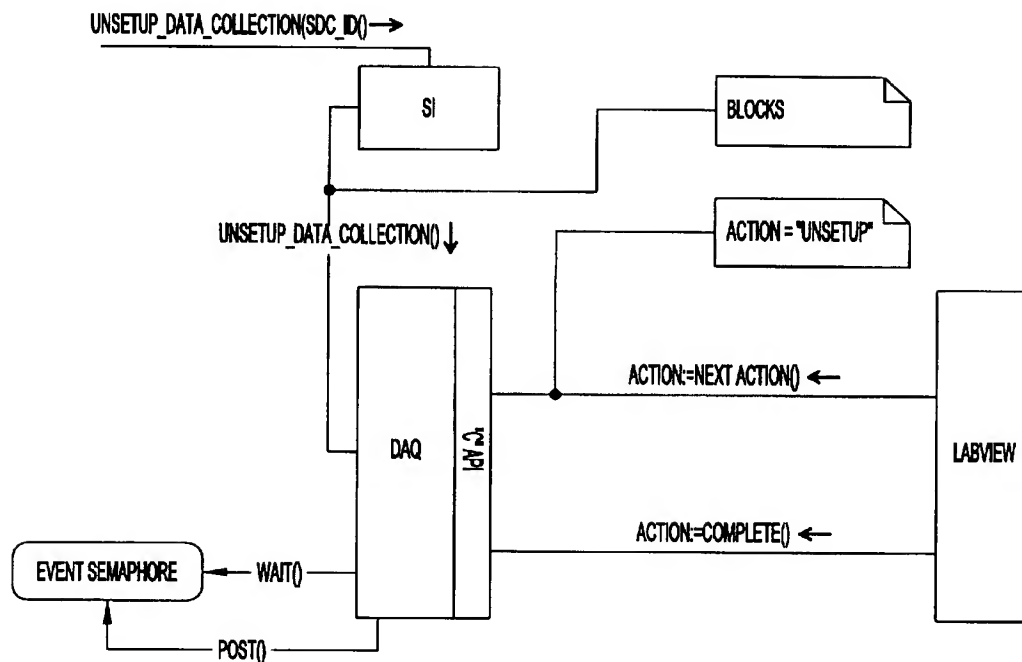 UNSETUP_DATA_COLLECTION(SDC_ID()
SI
BLOCKS
UNSETUP_DATA_COLLECTION()
ACTION = "UNSETUP"
ACTION:=NEXT ACTION()
DAQ
"C" API
LABVIEW
ACTION:=COMPLETE()
EVENT SEMAPHORE
WAIT()
POST()